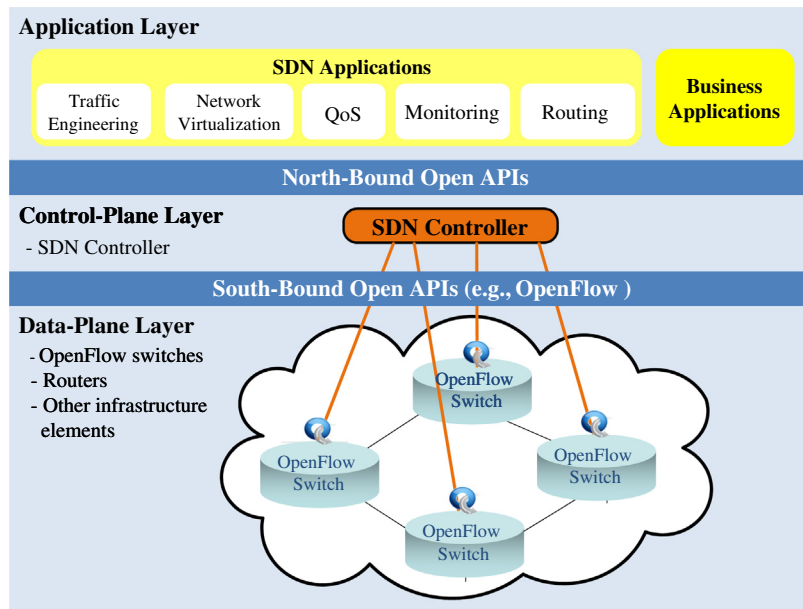 Application Layer
SDN Applications
Business
Applications
Traffic
Engineering
Network
Virtualization
QoS
Monitoring
Routing
North-Bound Open APIs
Control-Plane Layer
- SDN Controller
SDN Controller
South-Bound Open APIs (e.g., OpenFlow )
Data-Plane Layer
- OpenFlow switches
- Routers
- Other infrastructure
elements
OpenFlow
Switch
OpenFlow
Switch
OpenFlow
Switch
OpenFlow
Switch